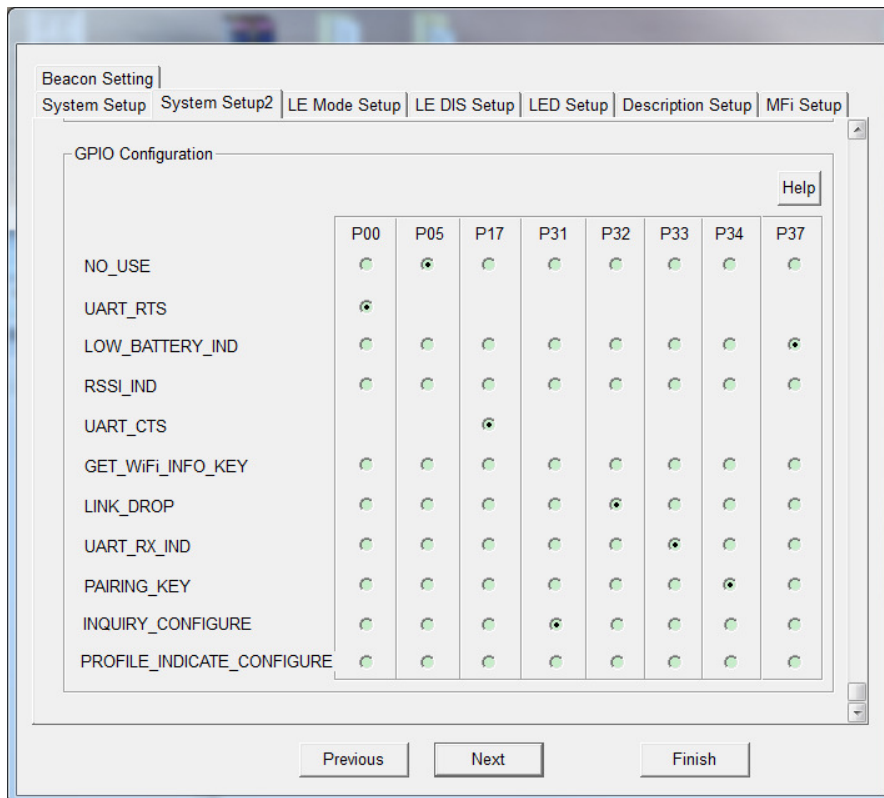 Beacon Setting
System Setup System Setup2 LE Mode Setup LE DIS Setup LED Setup Description Setup MFi Setup
GPIO Configuration
Help
P00 P05 P17 P31 P32 P33 P34 P37
NO_USE
UART_RTS
LOW_BATTERY_IND
RSSI_IND
UART_CTS
GET_WiFi_INFO_KEY
LINK_DROP
UART_RX_IND
PAIRING_KEY
INQUIRY_CONFIGURE
PROFILE_INDICATE_CONFIGURE
Previous Next Finish